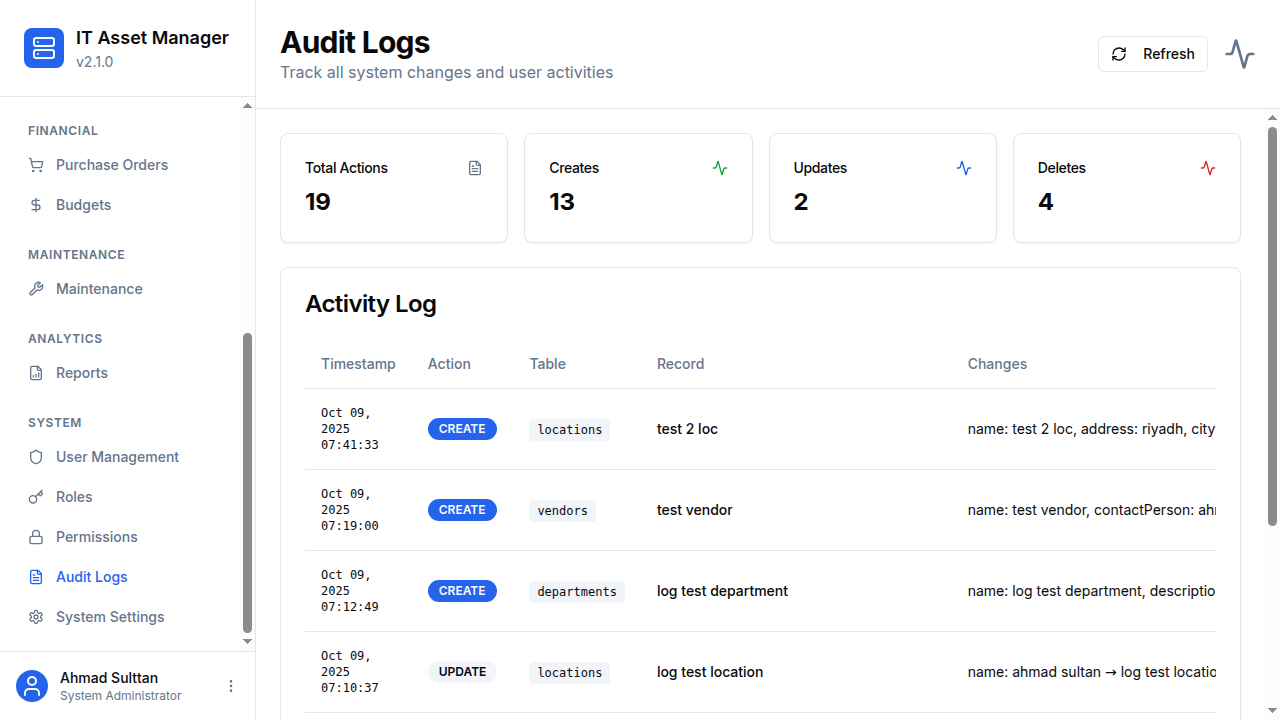 IT Asset Manager
v2.1.0
FINANCIAL
Purchase Orders
Budgets
MAINTENANCE
Maintenance
ANALYTICS
Reports
SYSTEM
User Management
Roles
Permissions
Audit Logs
System Settings
Ahmad Sulttan
System Administrator
Audit Logs
Track all system changes and user activities
Refresh
Total Actions
19
Creates
13
Updates
2
Deletes
4
Activity Log
Timestamp Action Table Record Changes
Oct 09,
2025
07:41:33
CREATE locations test 2 loc name: test 2 loc, address: riyadh, city
Oct 09,
2025
07:19:00
CREATE vendors test vendor name: test vendor, contactPerson: ahr
Oct 09,
2025
07:12:49
CREATE departments log test department name: log test department, descriptio
Oct 09,
2025
07:10:37
UPDATE locations log test location name: ahmad sultan → log test locatio